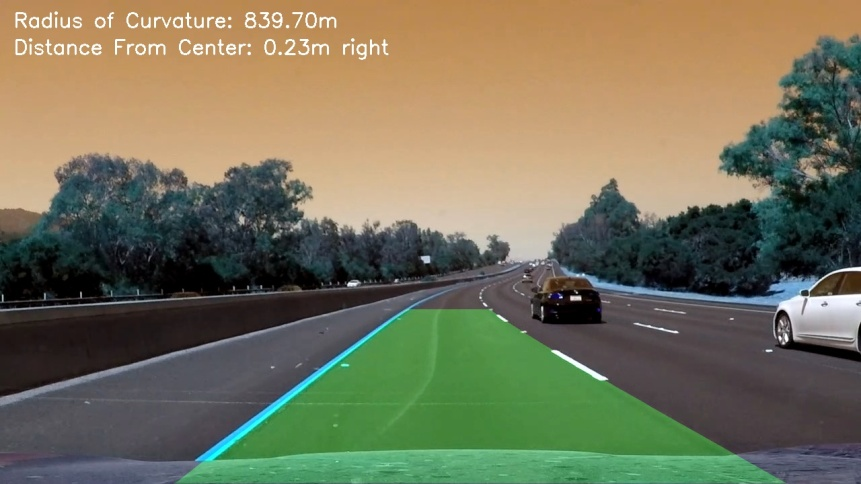 Radius of Curvature: 839.70m
Distance From Center: 0.23m right